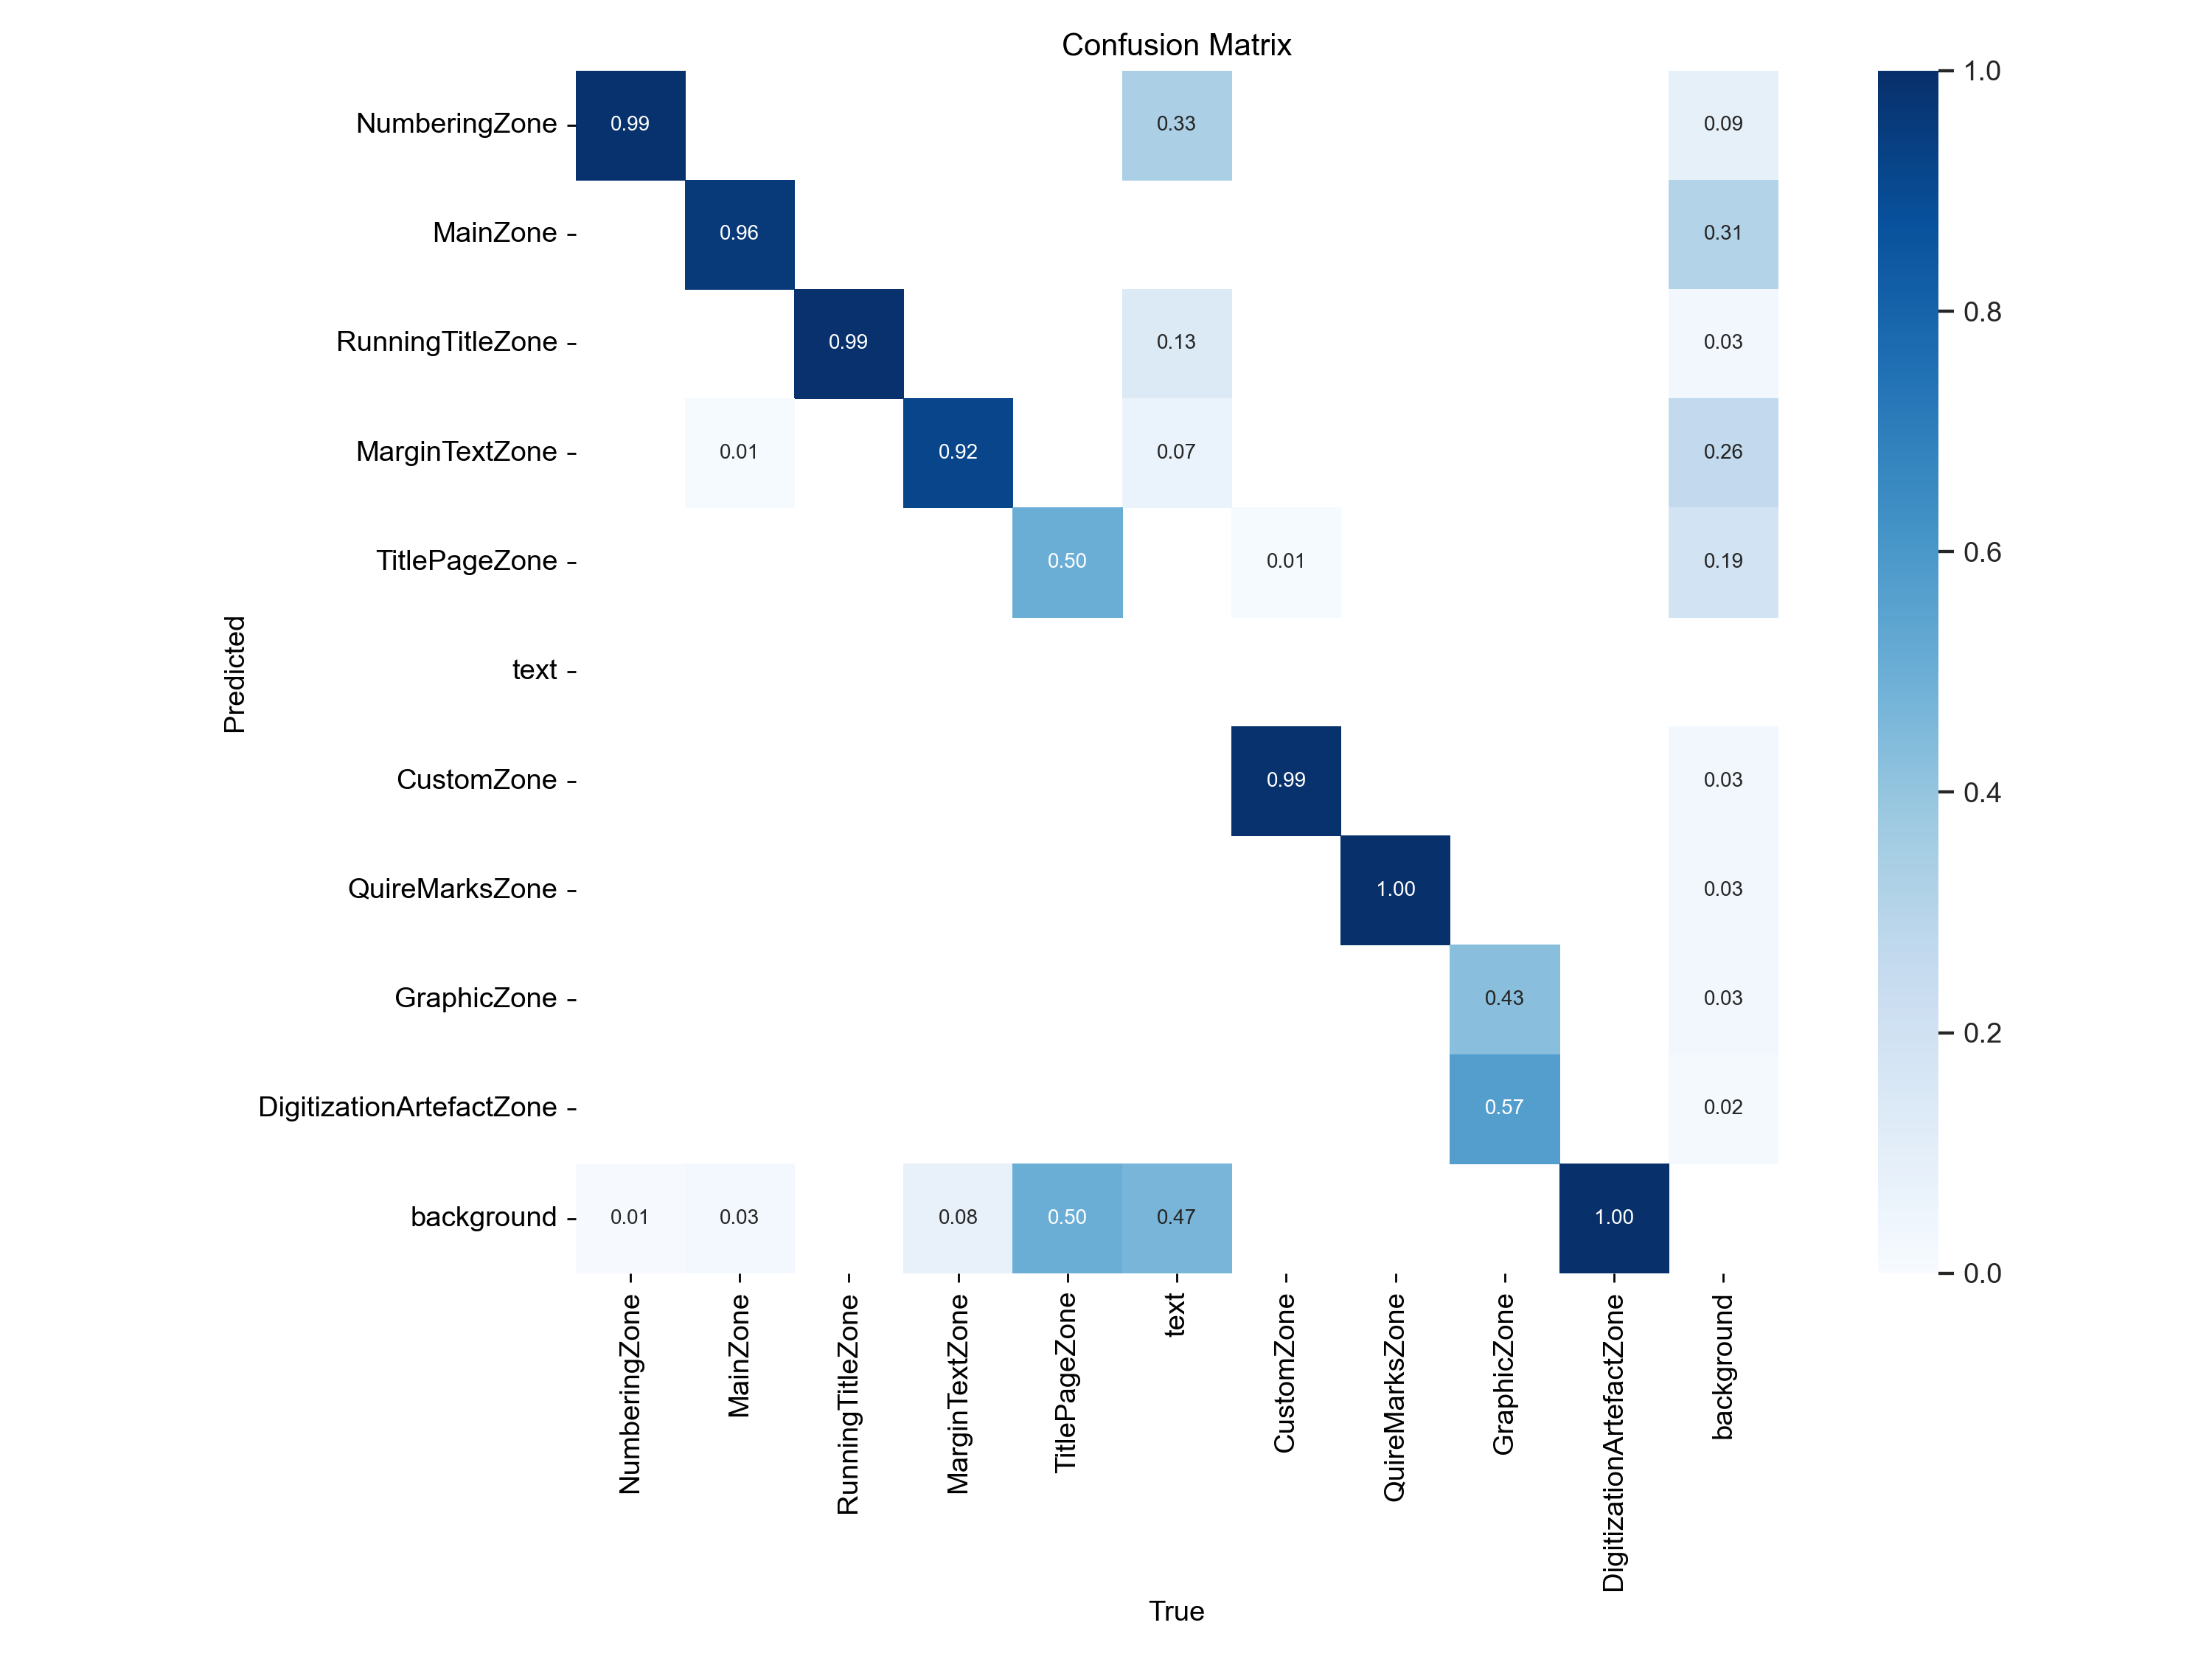 Confusion Matrix
NumberingZone 0.99 0.33 0.09
MainZone 0.96 0.31
RunningTitleZone 0.99 0.13 0.03
MarginTextZone 0.01 0.92 0.07 0.26
TitlePageZone 0.50 0.01 0.19
text
CustomZone 0.99 0.03
QuireMarksZone 1.00 0.03
GraphicZone 0.43 0.03
DigitizationArtefactZone 0.57 0.02
background 0.01 0.03 0.08 0.50 0.47 1.00
Predicted
NumberingZone
MainZone
RunningTitleZone
MarginTextZone
TitlePageZone
text
CustomZone
QuireMarksZone
GraphicZone
DigitizationArtefactZone
background
True
1.0
0.8
0.6
0.4
0.2
0.0